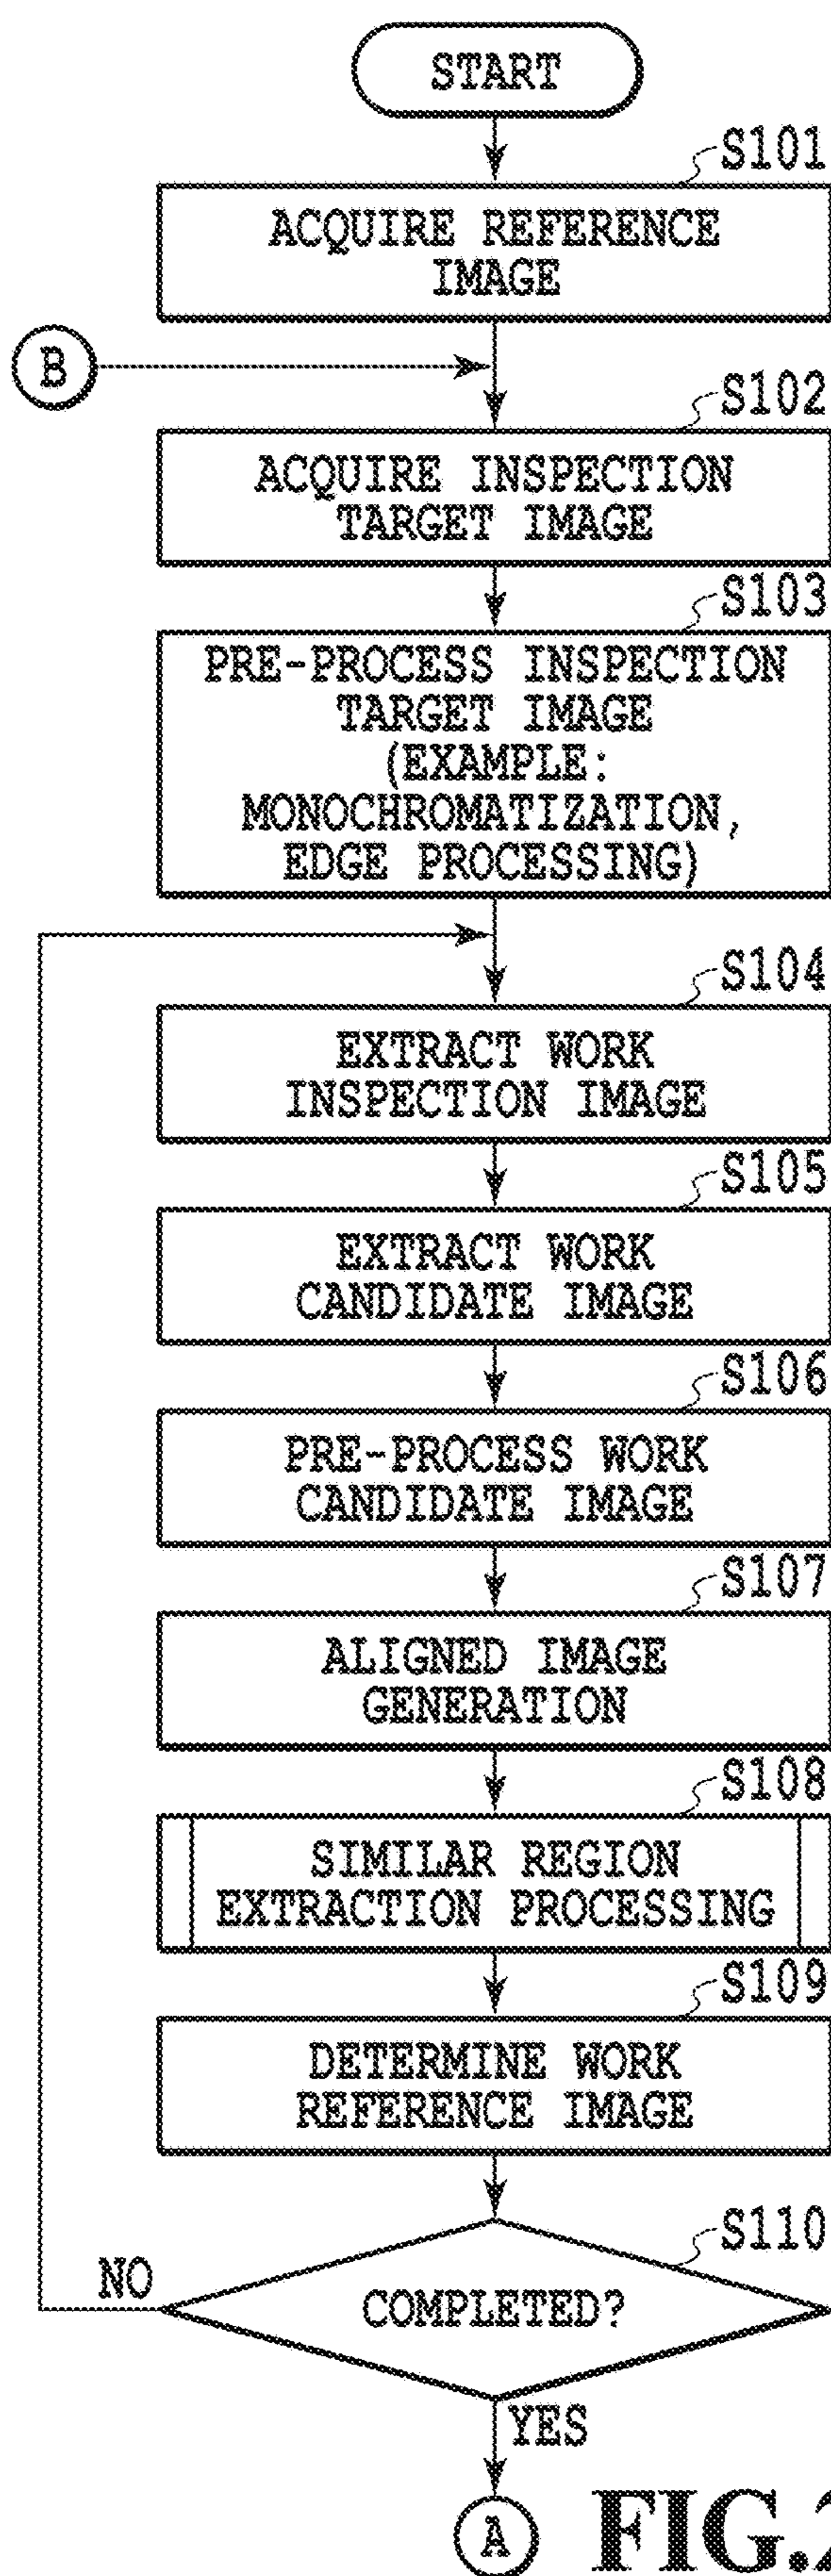 START
S101
ACQUIRE REFERENCE
IMAGE
B
S102
ACQUIRE INSPECTION
TARGET IMAGE
S103
PRE-PROCESS INSPECTION
TARGET IMAGE
(EXAMPLE:
MONOCHROMATIZATION,
EDGE PROCESSING)
S104
EXTRACT WORK
INSPECTION IMAGE
S105
EXTRACT WORK
CANDIDATE IMAGE
S106
PRE-PROCESS WORK
CANDIDATE IMAGE
S107
ALIGNED IMAGE
GENERATION
S108
SIMILAR REGION
EXTRACTION PROCESSING
S109
DETERMINE WORK
REFERENCE IMAGE
S110
NO
COMPLETED?
YES
A
FIG.2